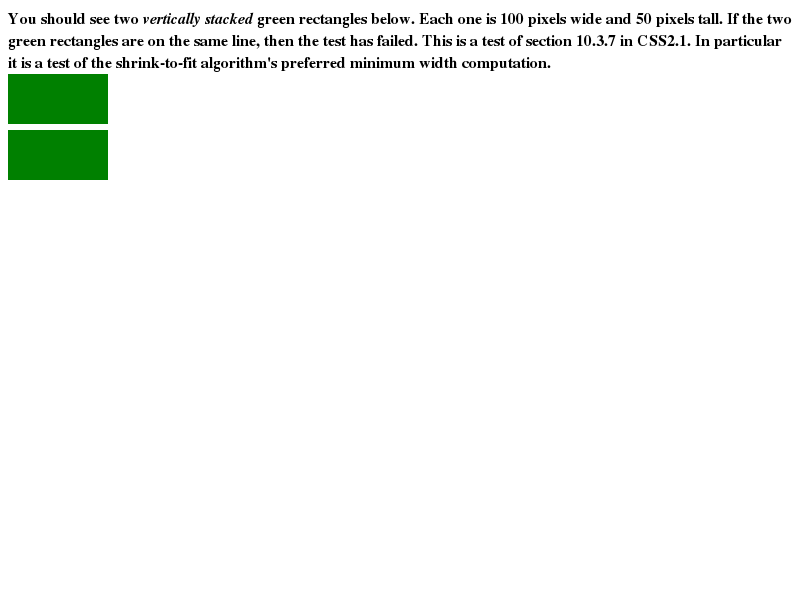 You should see two vertically stacked green rectangles below. Each one is 100 pixels wide and 50 pixels tall. If the two
green rectangles are on the same line, then the test has failed. This is a test of section 10.3.7 in CSS2.1. In particular
it is a test of the shrink-to-fit algorithm's preferred minimum width computation.